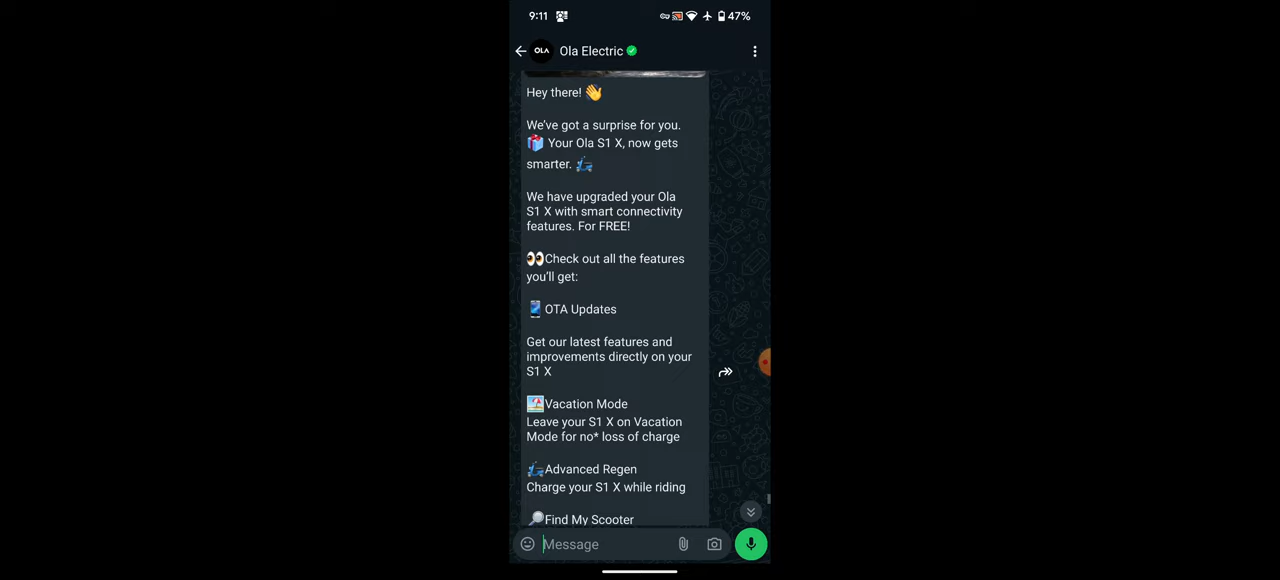 9:11 47%
OLA Ola Electric
Hey there! 👋
We've got a surprise for you.
🎁 Your Ola S1 X, now gets
smarter. 🛵
We have upgraded your Ola
S1 X with smart connectivity
features. For FREE!
👀Check out all the features
you'll get:
📱OTA Updates
Get our latest features and
improvements directly on your
S1 X
🏖️Vacation Mode
Leave your S1 X on Vacation
Mode for no* loss of charge
🛵Advanced Regen
Charge your S1 X while riding
🔎Find My Scooter
Message